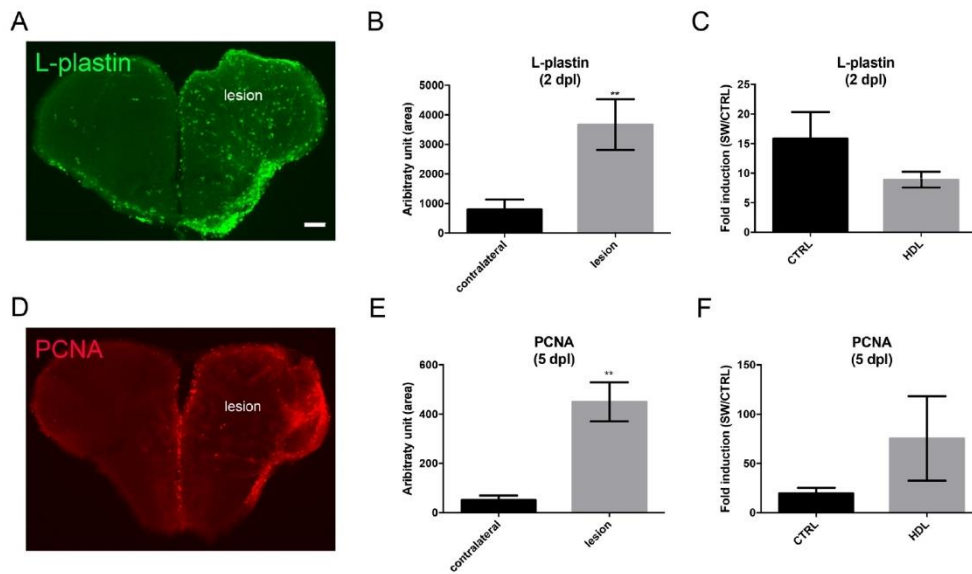 A
L-plastin
lesion
B
L-plastin
(2 dpl)
Aribitraty unit (area)
5000
4000
3000
2000
1000
0
**
contralateral
lesion
C
L-plastin
(2 dpl)
Fold induction (SW/CTRL)
25
20
15
10
5
0
CTRL
HDL
D
PCNA
lesion
E
PCNA
(5 dpl)
Aribitraty unit (area)
600
400
200
0
**
contralateral
lesion
F
PCNA
(5 dpl)
Fold induction (SW/CTRL)
150
100
50
0
CTRL
HDL